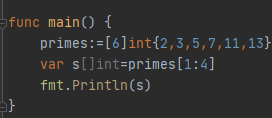 func main() {
    primes:=[6]int{2,3,5,7,11,13}
    var s[]int=primes[1:4]
    fmt.Println(s)
}